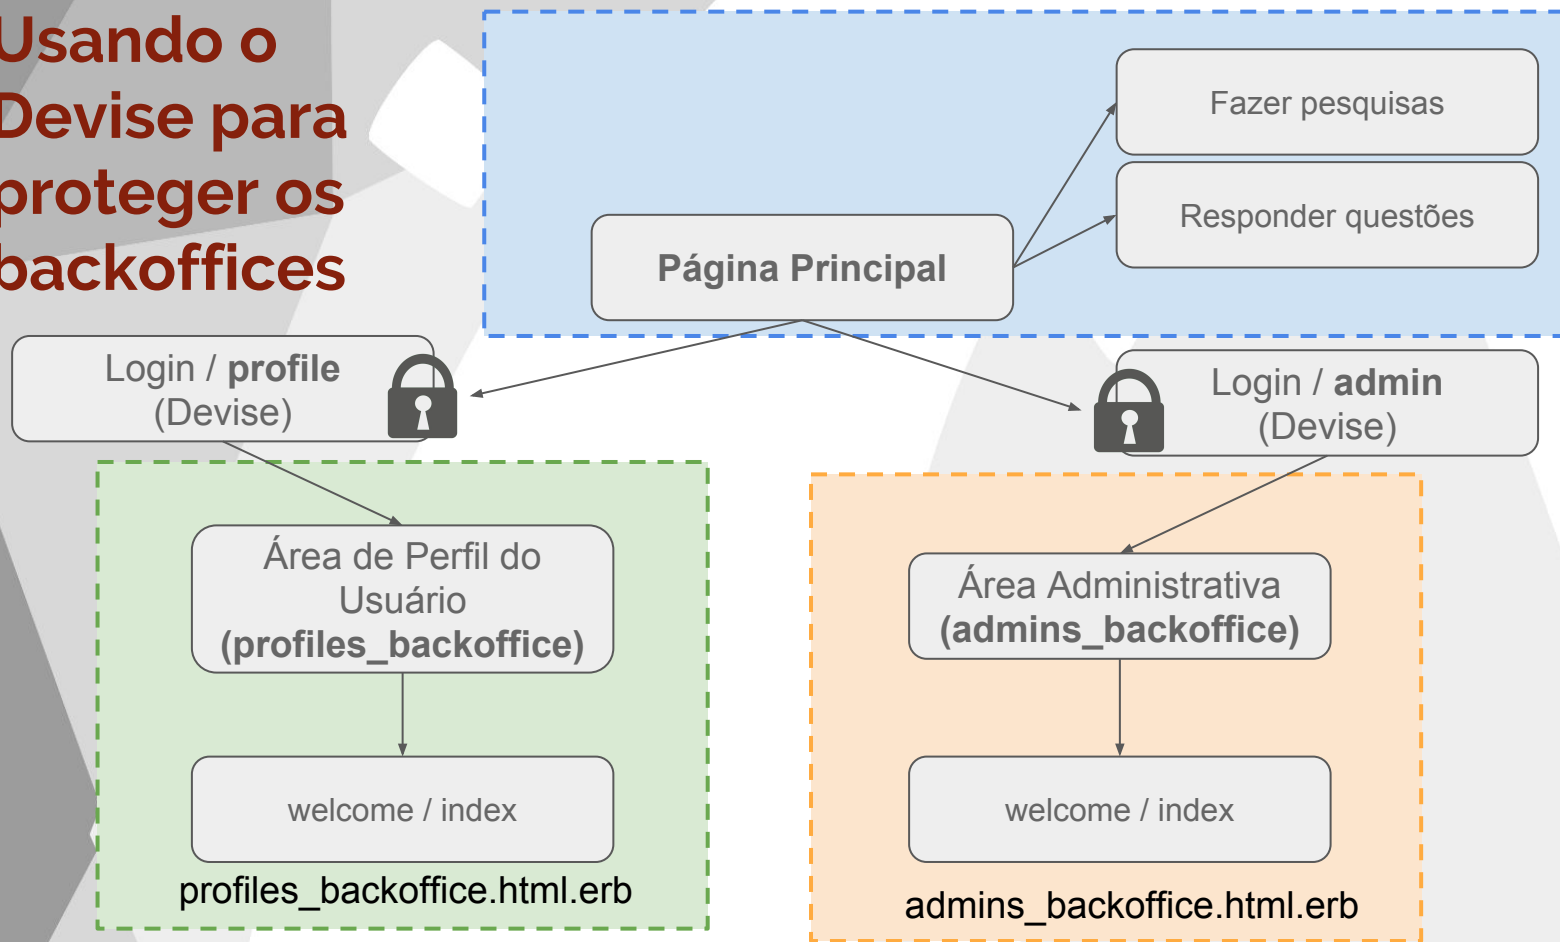 Usando o
Devise para
proteger os
backoffices
Fazer pesquisas
Responder questões
Página Principal
Login / profile
(Devise)
Login / admin
(Devise)
Área de Perfil do
Usuário
(profiles_backoffice)
Área Administrativa
(admins_backoffice)
welcome / index
welcome / index
profiles_backoffice.html.erb
admins_backoffice.html.erb